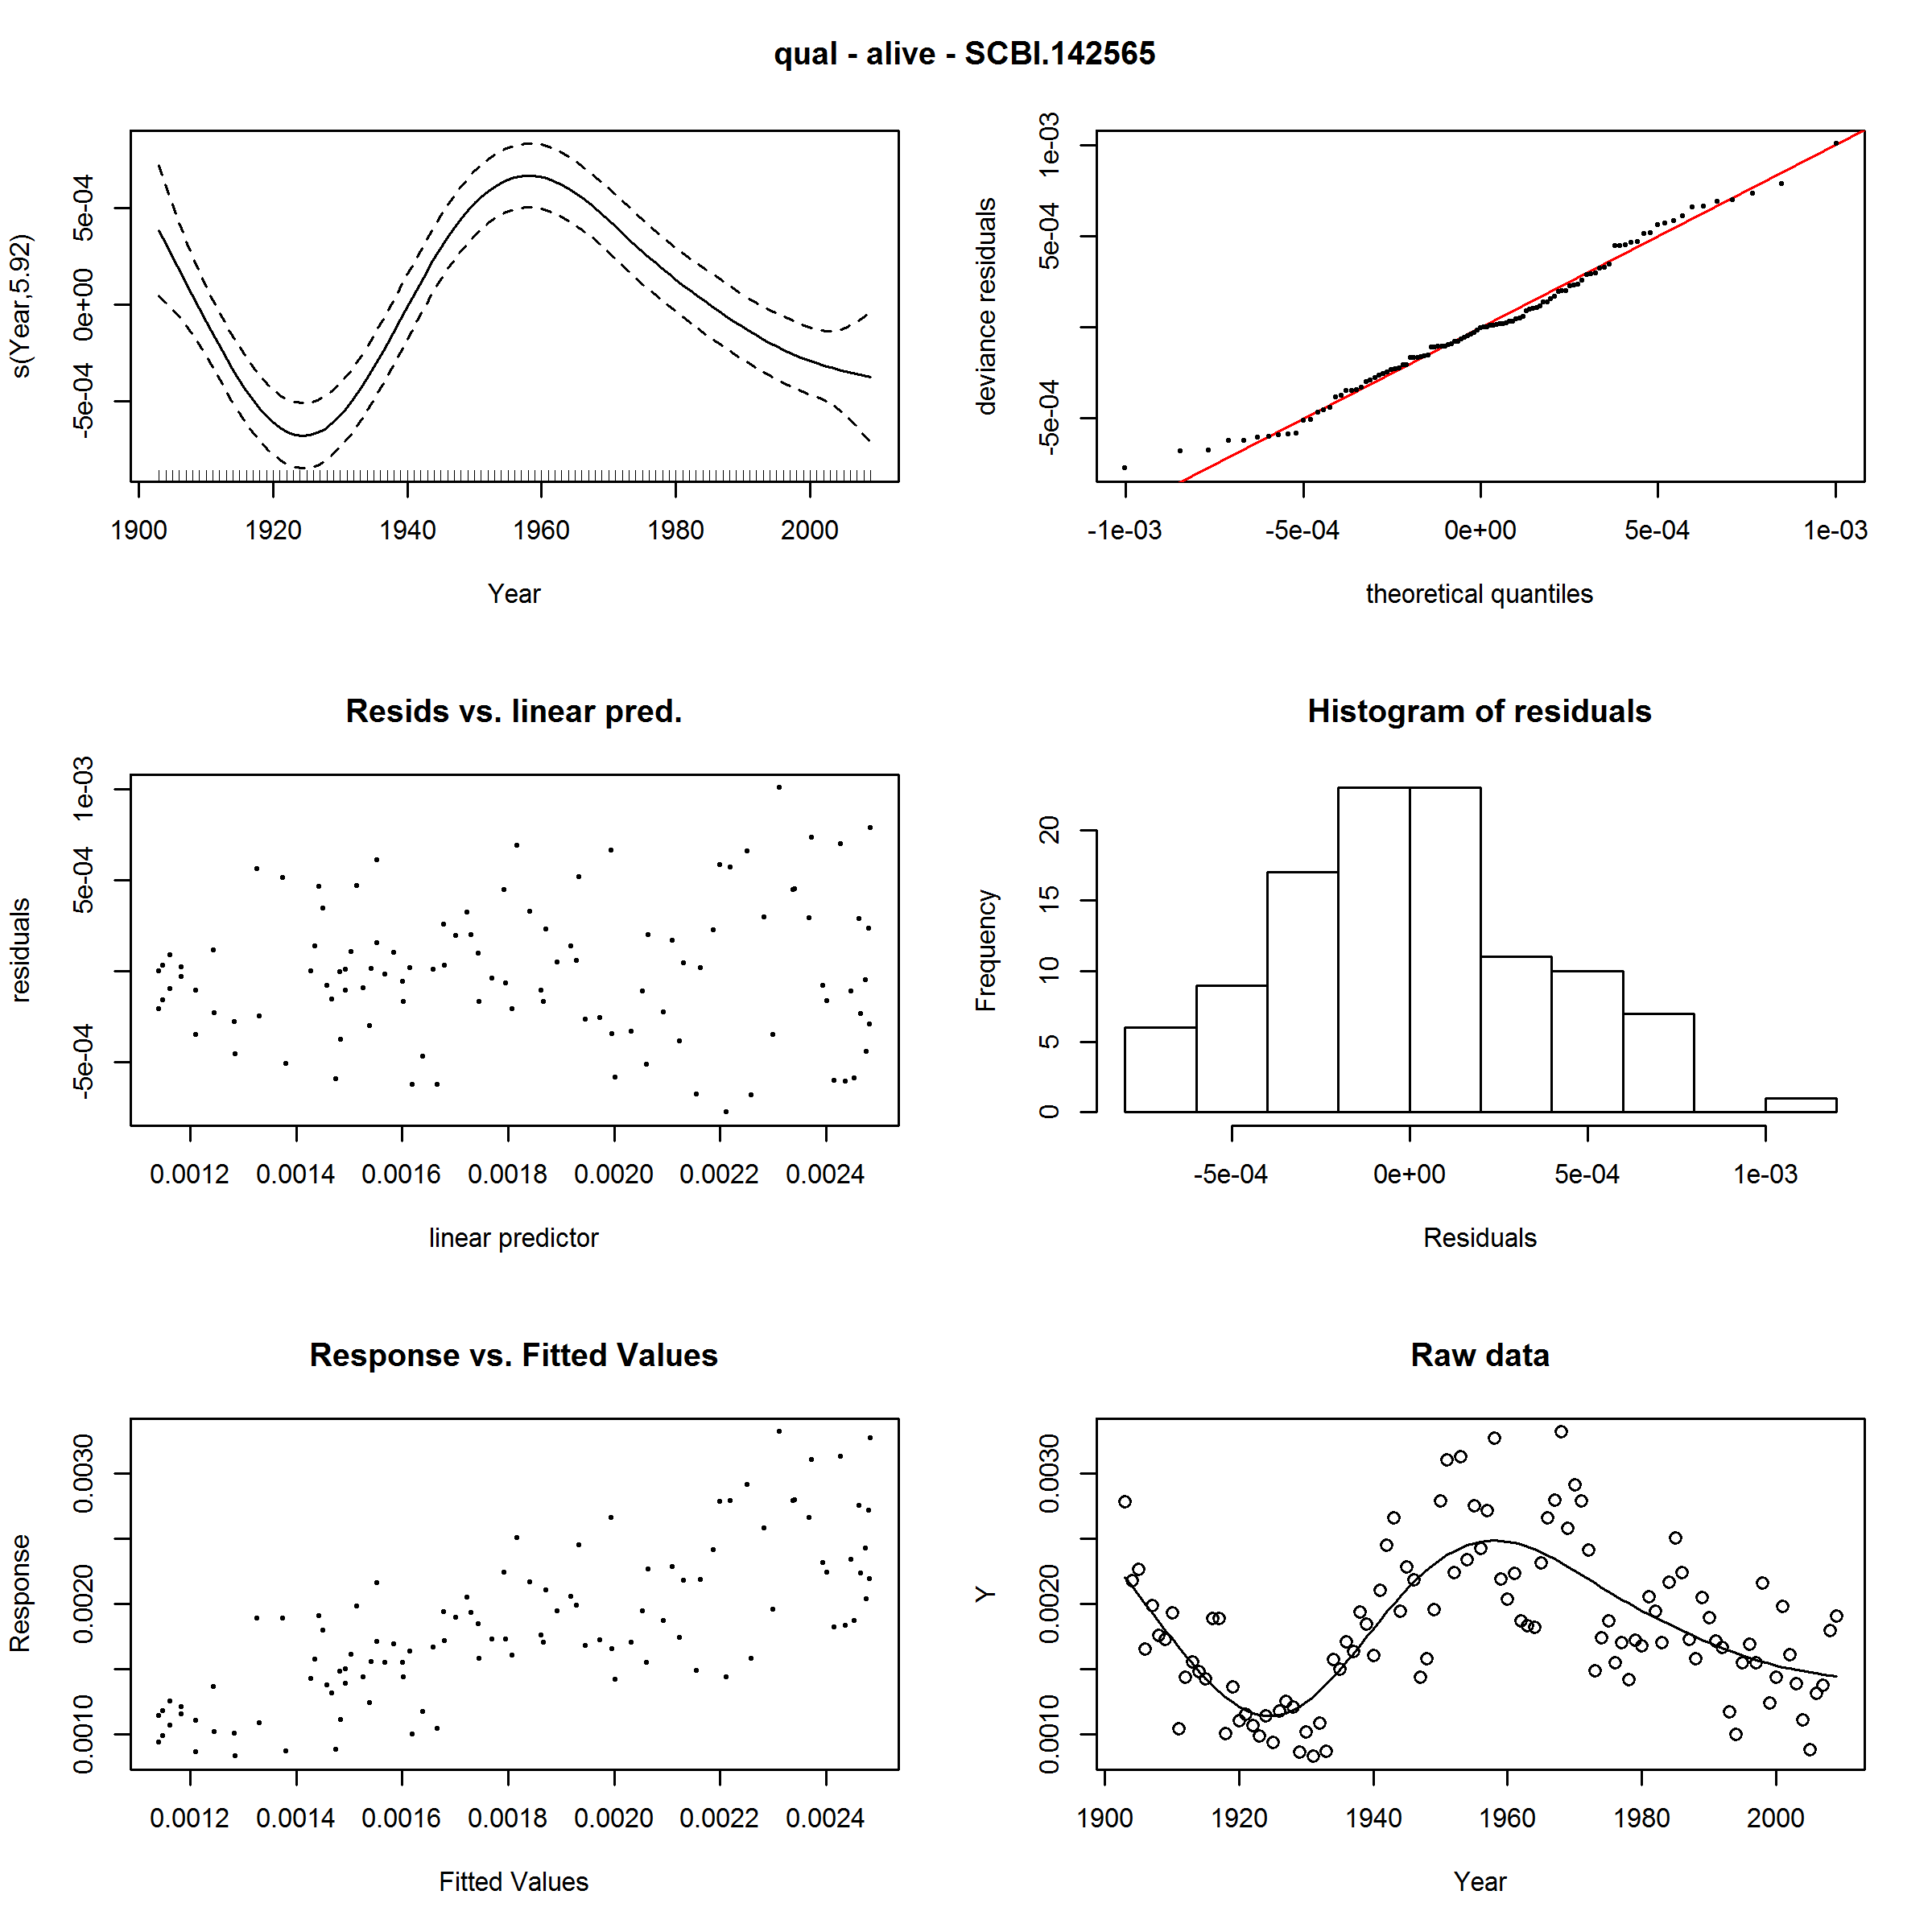 qual - alive - SCBI.142565
s(Year,5.92)
-5e-04 0e+00 5e-04
1900 1920 1940 1960 1980 2000
Year
deviance residuals
-5e-04 5e-04 1e-03
-1e-03 -5e-04 0e+00 5e-04 1e-03
theoretical quantiles
Resids vs. linear pred.
residuals
-5e-04 5e-04 1e-03
0.0012 0.0014 0.0016 0.0018 0.0020 0.0022 0.0024
linear predictor
Histogram of residuals
Frequency
0 5 10 15 20
-5e-04 0e+00 5e-04 1e-03
Residuals
Response vs. Fitted Values
Response
0.0010 0.0020 0.0030
0.0012 0.0014 0.0016 0.0018 0.0020 0.0022 0.0024
Fitted Values
Raw data
Y
0.0010 0.0020 0.0030
1900 1920 1940 1960 1980 2000
Year